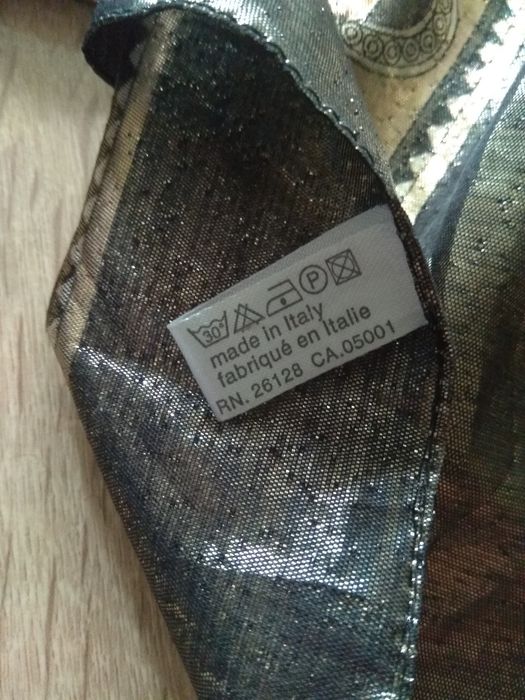 30°
P
made in Italy
fabriqué en Italie
RN. 26128 CA.05001